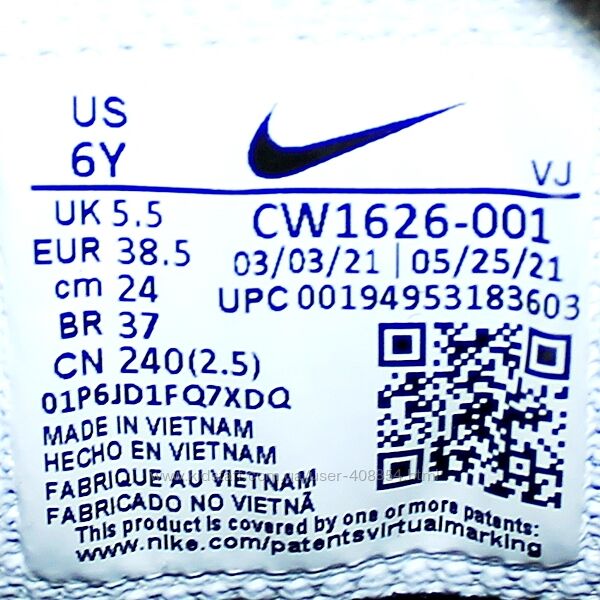 US
6Y
VJ
UK 5.5
CW1626-001
EUR 38.5
03/03/21 | 05/25/21
cm 24
UPC 00194953183603
BR 37
CN 240(2.5)
01P6JD1FQ7XDQ
MADE IN VIETNAM
HECHO EN VIETNAM
FABRIQUE AU VIETNAM
FABRICADO NO VIETNÃ
This product is covered by one or more patents:
www.nike.com/patentsvirtualmarking